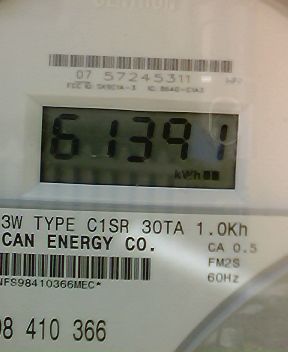 07 57245311
61391
kWh
3W TYPE C1SR 30TA 1.0Kh
CAN ENERGY CO.
CA 0.5
FM2S
60Hz
NFS98410366MEC*
98 410 366